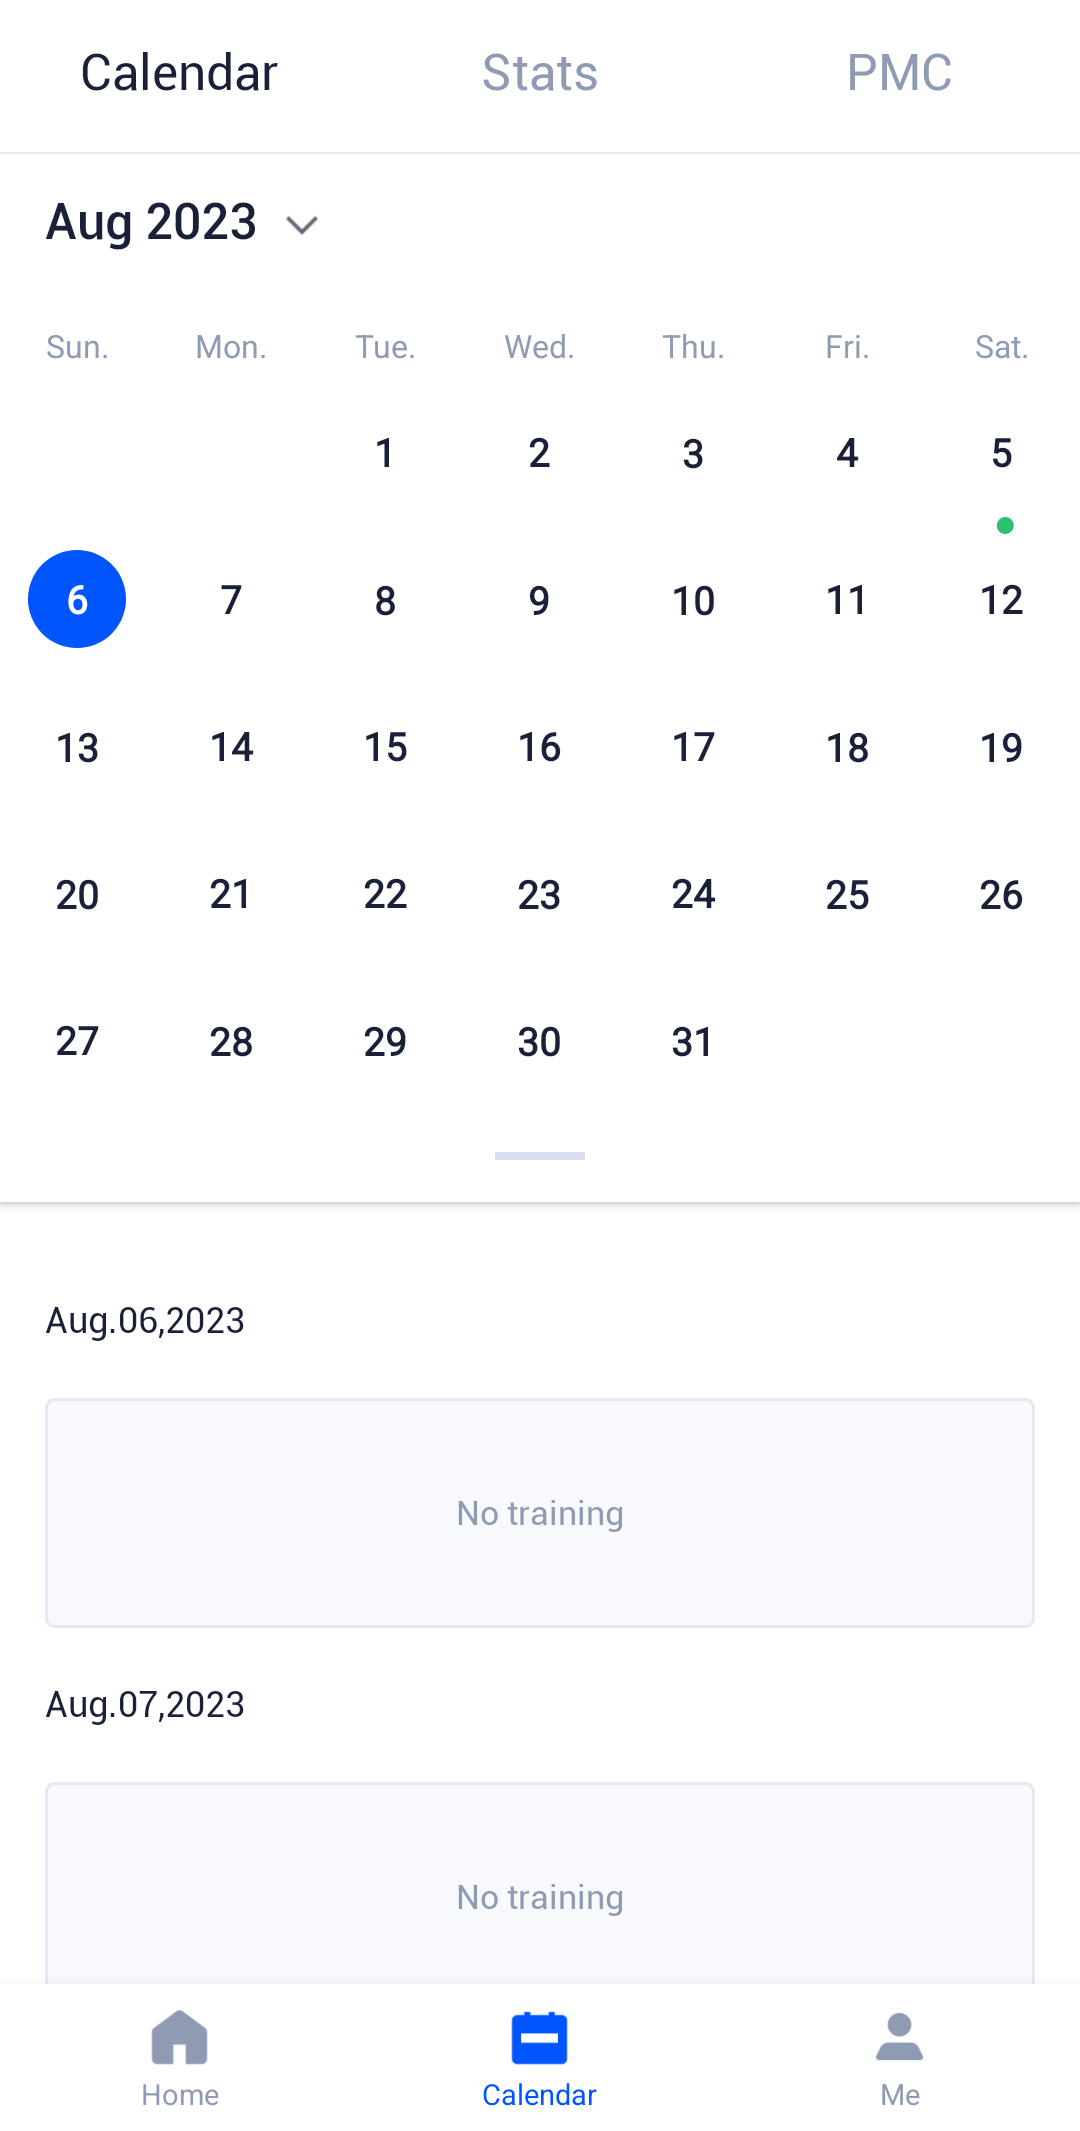 Calendar Stats PMC
Aug 2023
Sun. Mon. Tue. Wed. Thu. Fri. Sat.
1 2 3 4 5
6 7 8 9 10 11 12
13 14 15 16 17 18 19
20 21 22 23 24 25 26
27 28 29 30 31
Aug.06,2023
No training
Aug.07,2023
No training
Home Calendar Me